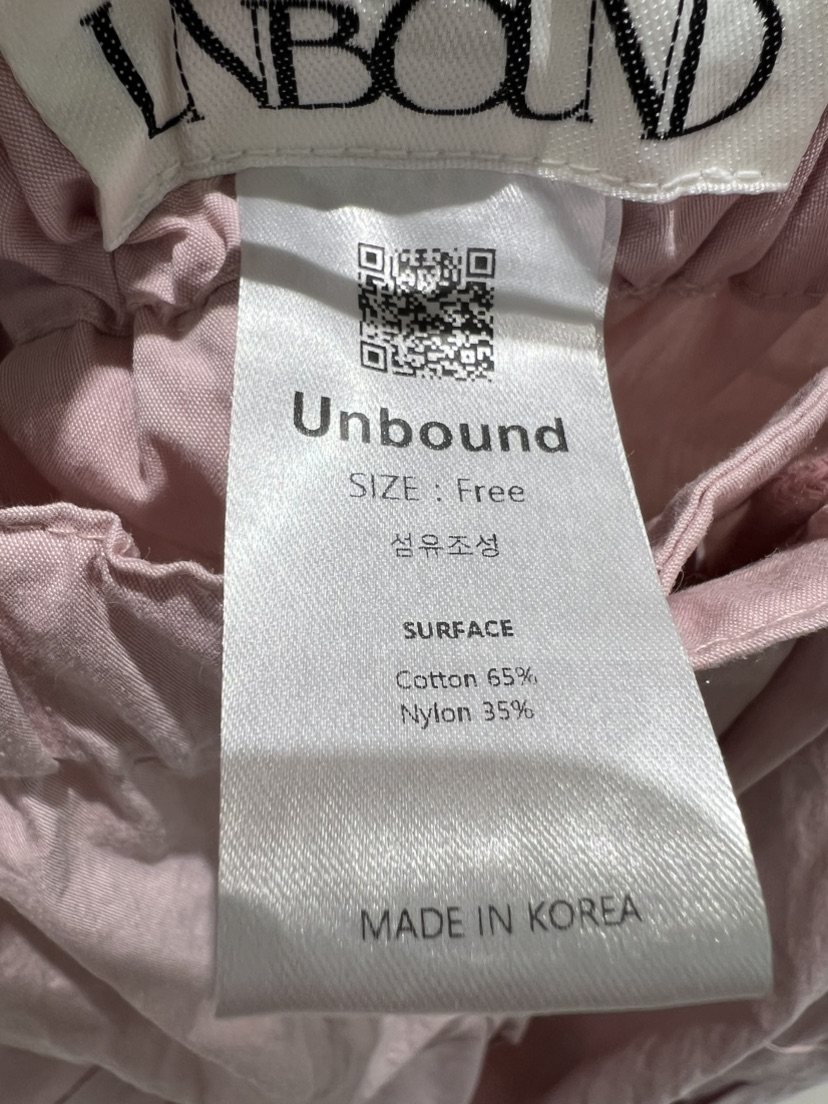 UNBOUND
Unbound
SIZE : Free
섬유조성
SURFACE
Cotton 65%
Nylon 35%
MADE IN KOREA